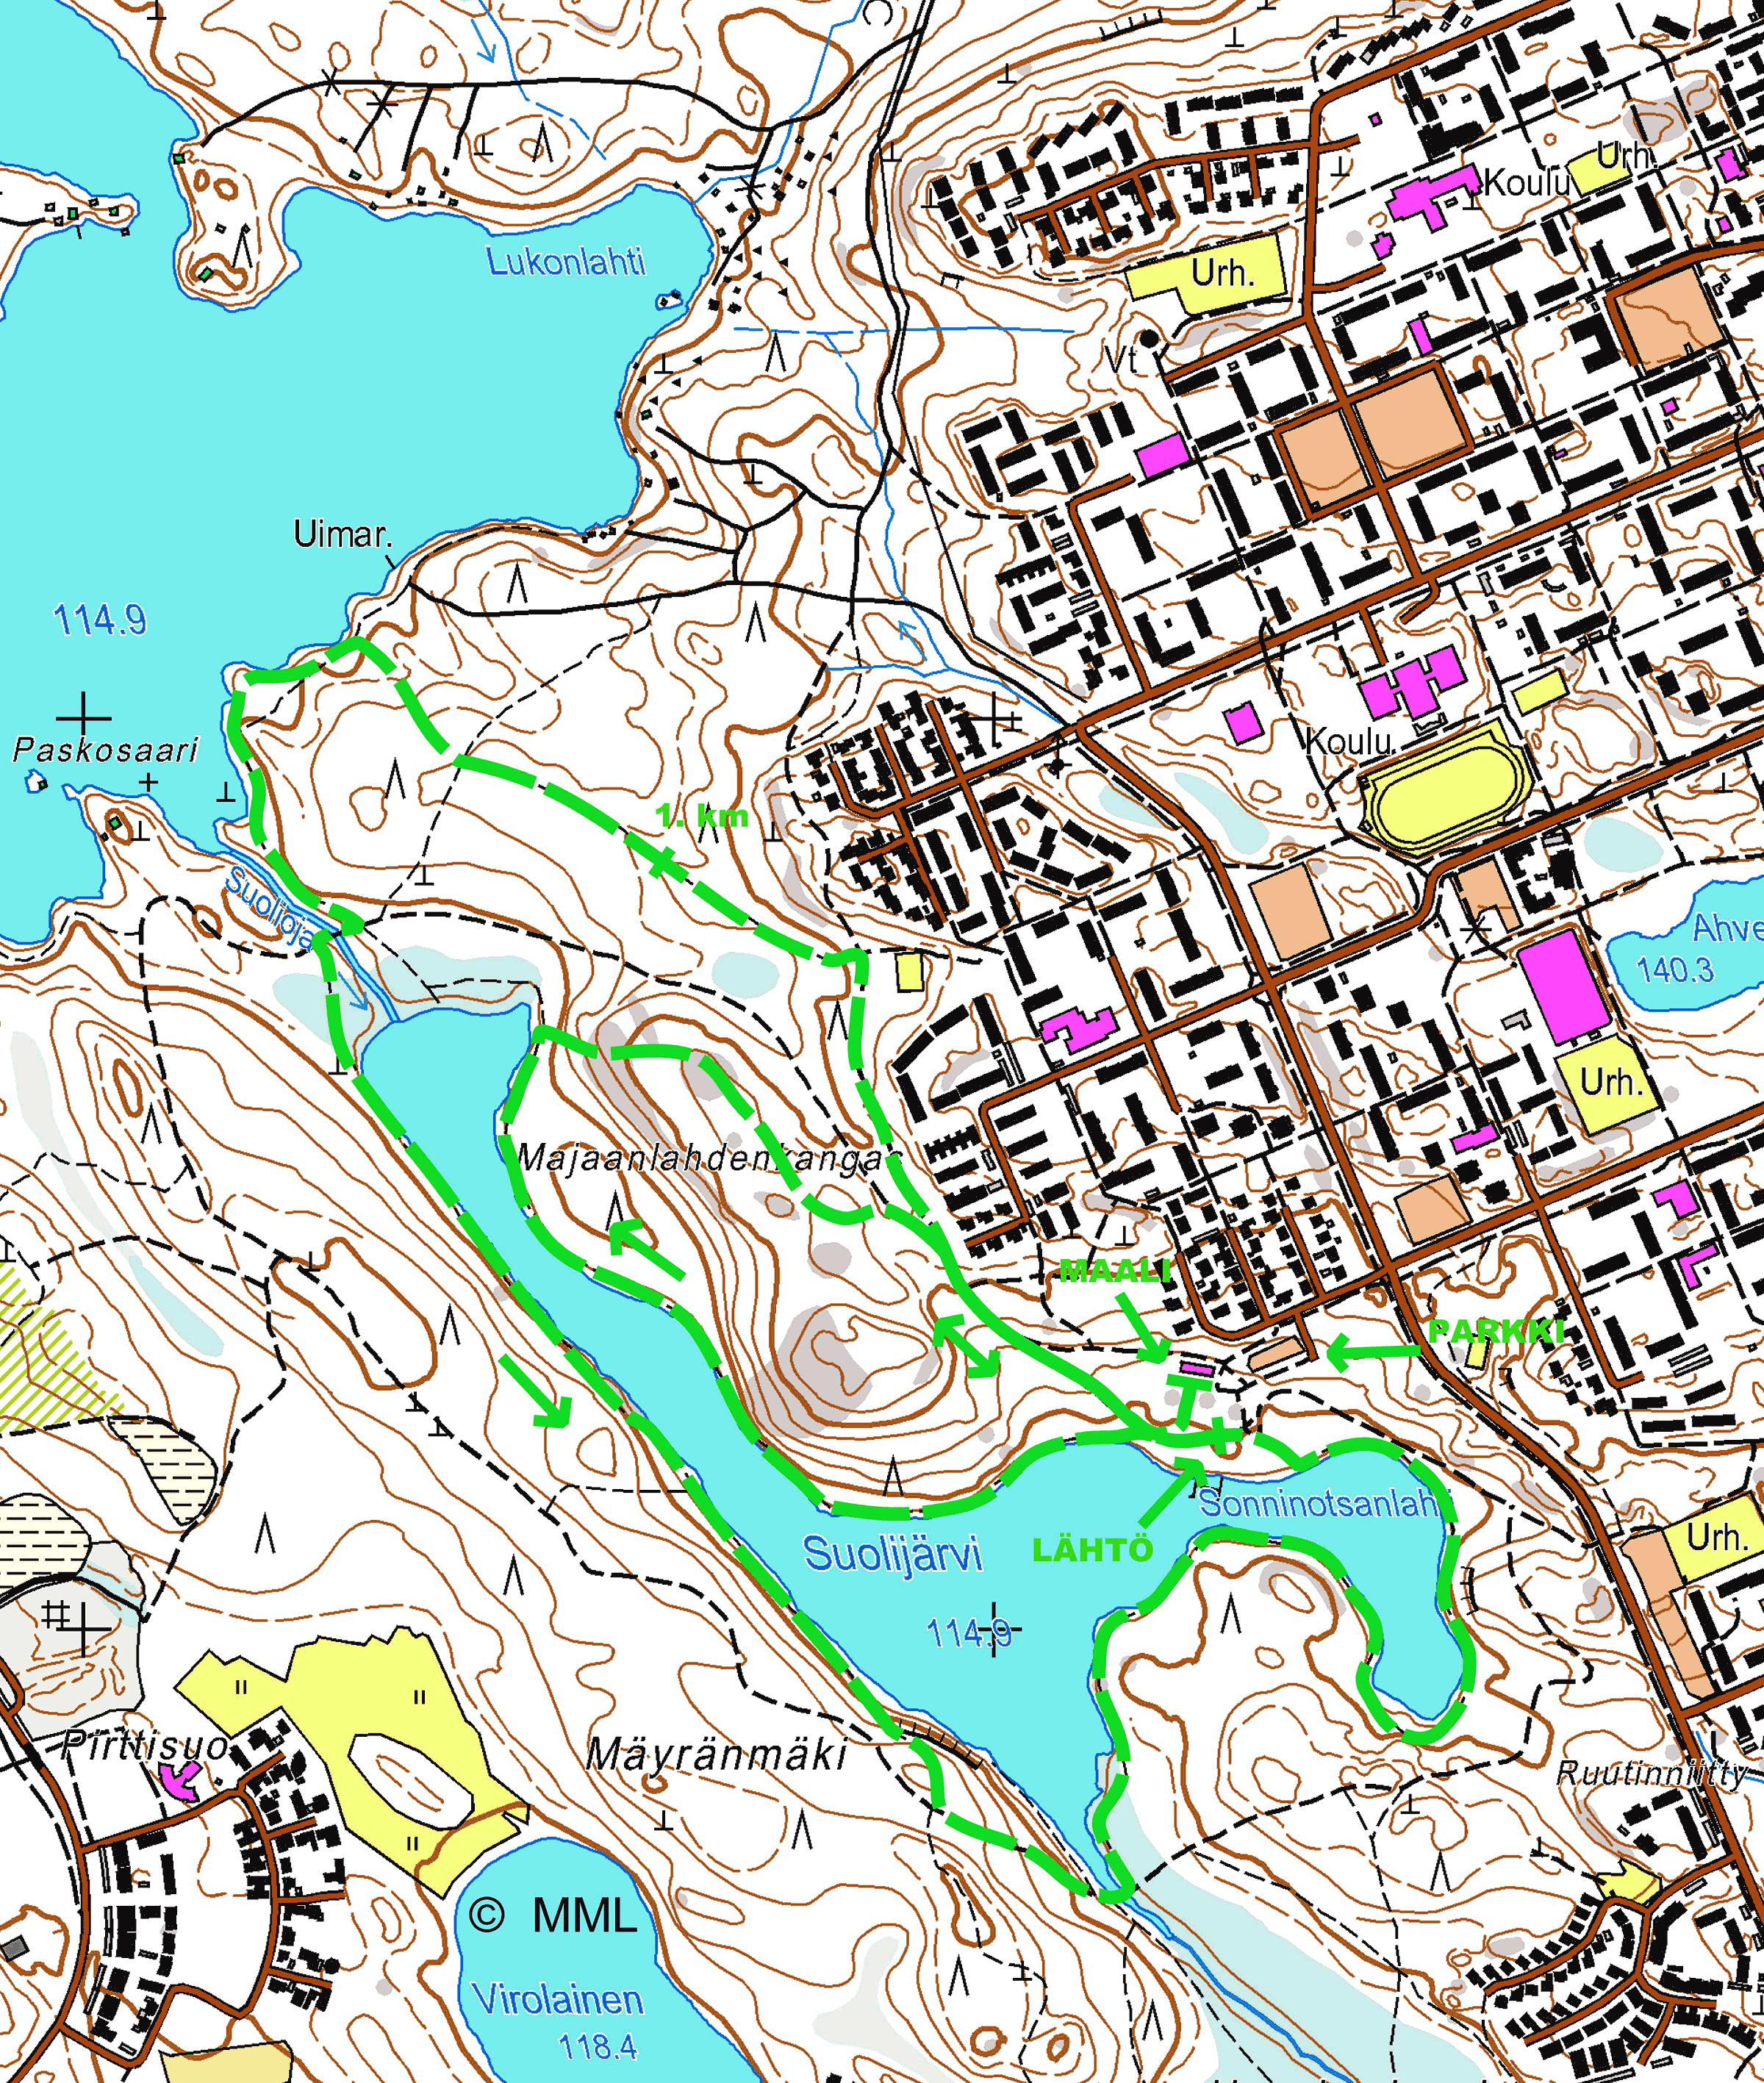 Koulu
Urh.
Lukonlahti
Urh.
Vt
Uimar.
114.9
Paskosaari
Koulu
1. km
Suolioja
Ahve
140.3
Urh.
Majaanlahdenkangas
MAALI
PARKKI
Sonninotsanlahti
Urh.
LÄHTÖ
Suolijärvi
114.9
Pirttisuo
Mäyränmäki
Ruutinniitty
© MML
Virolainen
118.4